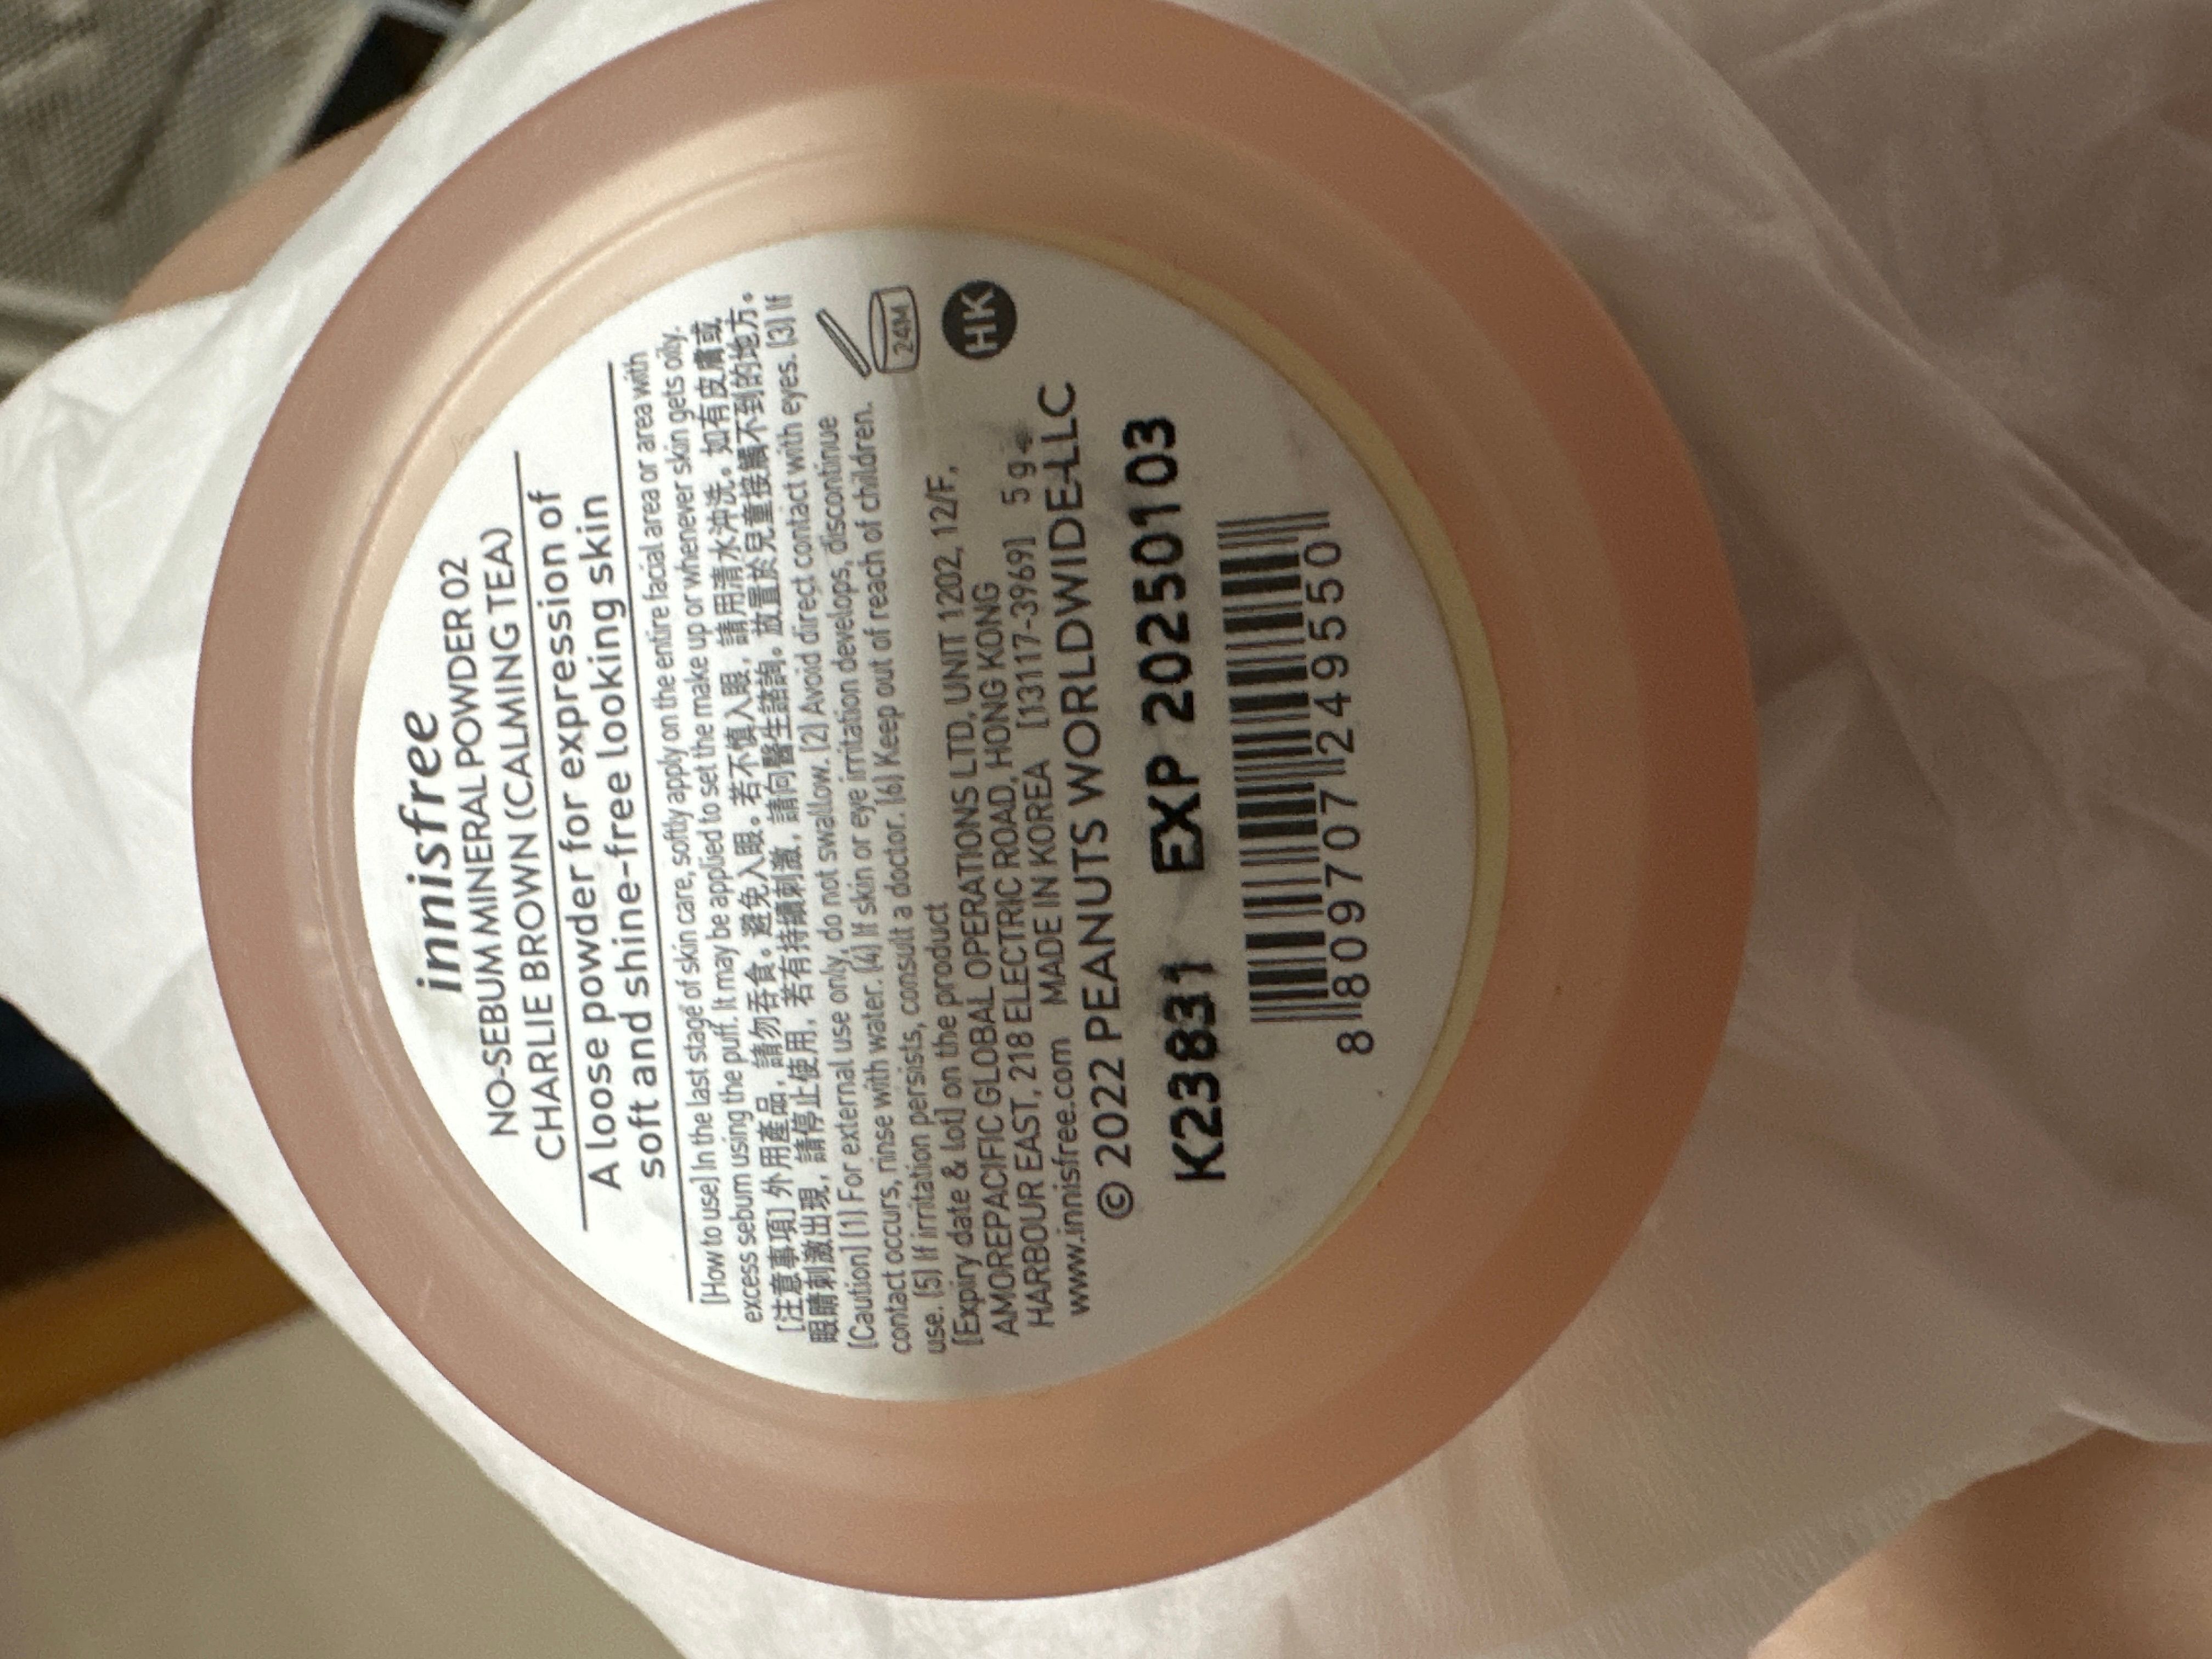 innisfree
NO-SEBUM MINERAL POWDER 02
CHARLIE BROWN (CALMING TEA)
A loose powder for expression of
soft and shine-free looking skin
[How to use] In the last stage of skin care, softly apply on the entire facial area or area with
excess sebum using the puff. It may be applied to set the make up or whenever skin gets oily.
[注意事項] 外用產品，請勿吞食。避免入眼。若不慎入眼，請用清水沖洗。如有皮膚或
眼睛刺激出現，請停止使用，若有持續刺激，請向醫生諮詢。放置於兒童接觸不到的地方。
[Caution] (1) For external use only, do not swallow. (2) Avoid direct contact with eyes. (3) If
contact occurs, rinse with water. (4) If skin or eye irritation develops, discontinue
use. (5) If irritation persists, consult a doctor. (6) Keep out of reach of children.
[Expiry date & lot] on the product
AMOREPACIFIC GLOBAL OPERATIONS LTD, UNIT 1202, 12/F,
HARBOUR EAST, 218 ELECTRIC ROAD, HONG KONG
www.innisfree.com MADE IN KOREA [13117-3969] 5 g e
© 2022 PEANUTS WORLDWIDE LLC
24M
HK
K23831 EXP 20250103
8 809707 249550